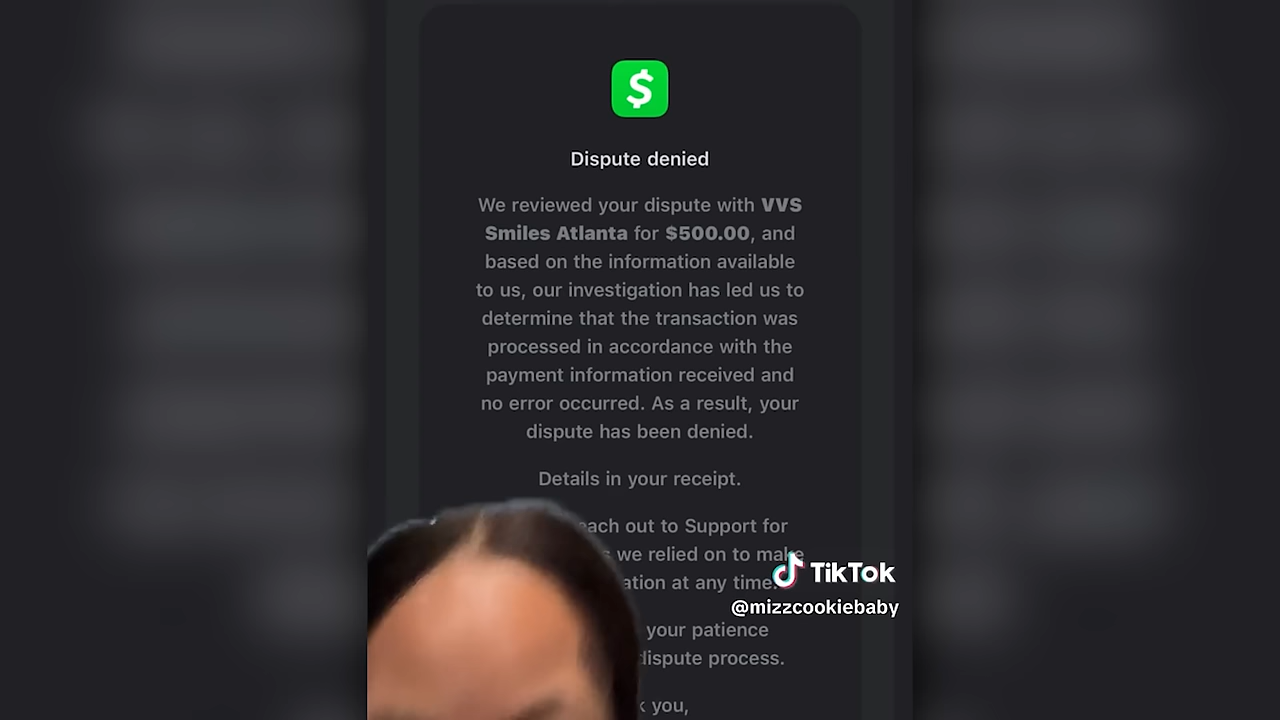 $
Dispute denied
We reviewed your dispute with VVS
Smiles Atlanta for $500.00, and
based on the information available
to us, our investigation has led us to
determine that the transaction was
processed in accordance with the
payment information received and
no error occurred. As a result, your
dispute has been denied.
Details in your receipt.
out to Support for
we relied on to make
at any time.
your patience
dispute process.
you,
TikTok
@mizzcookiebaby